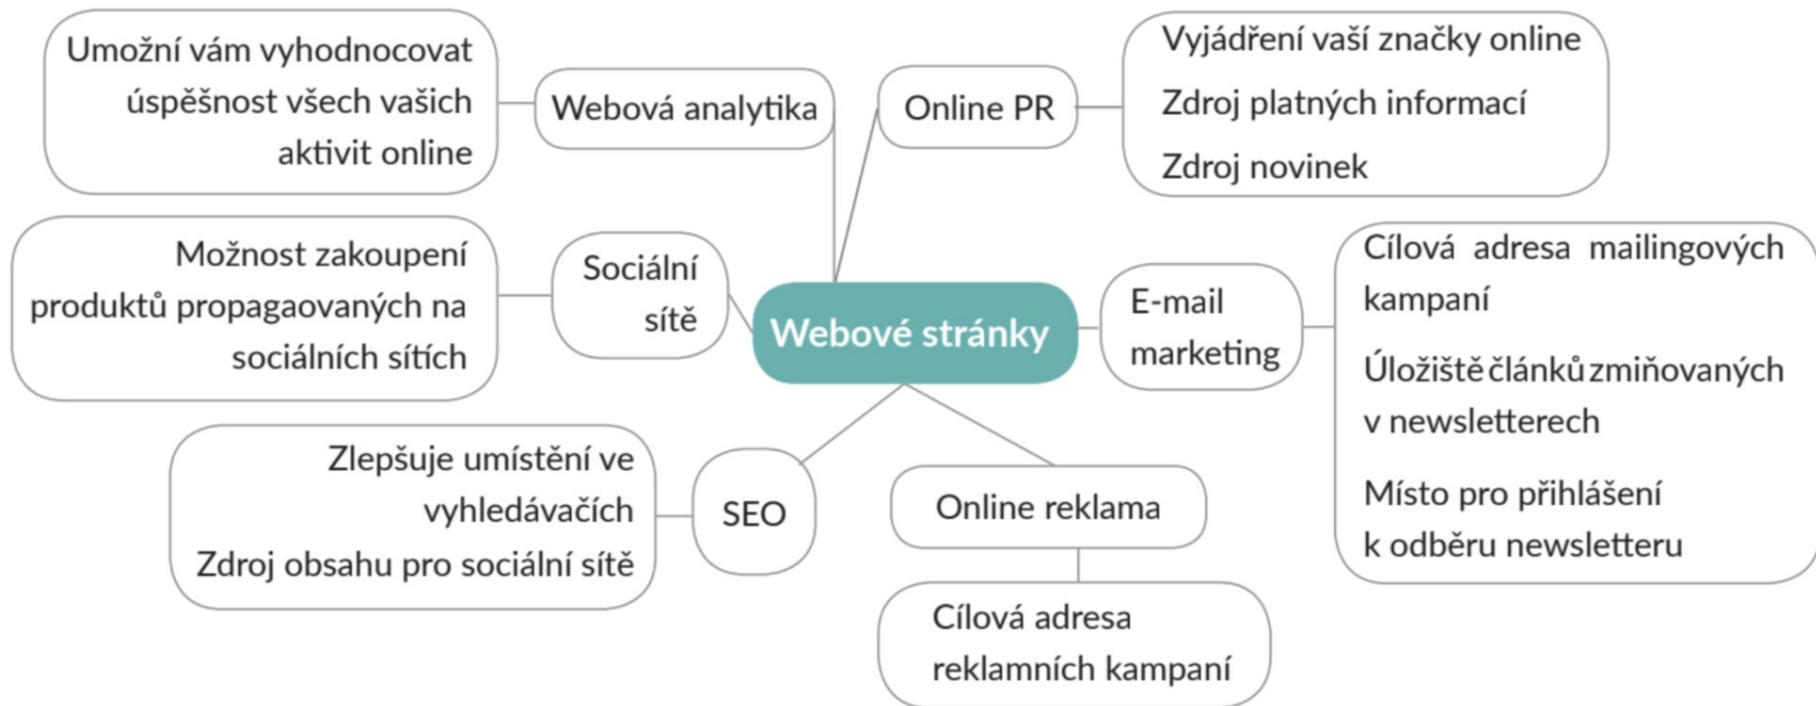 Umožní vám vyhodnocovat
úspěšnost všech vašich
aktivit online
Webová analytika
Online PR
Vyjádření vaší značky online
Zdroj platných informací
Zdroj novinek
Možnost zakoupení
produktů propagaovaných na
sociálních sítích
Sociální
sítě
Webové stránky
E-mail
marketing
Cílová adresa mailingových
kampaní
Úložiště článků zmiňovaných
v newsletterech
Místo pro přihlášení
k odběru newsletteru
Zlepšuje umístění ve
vyhledávačích
Zdroj obsahu pro sociální sítě
SEO
Online reklama
Cílová adresa
reklamních kampaní